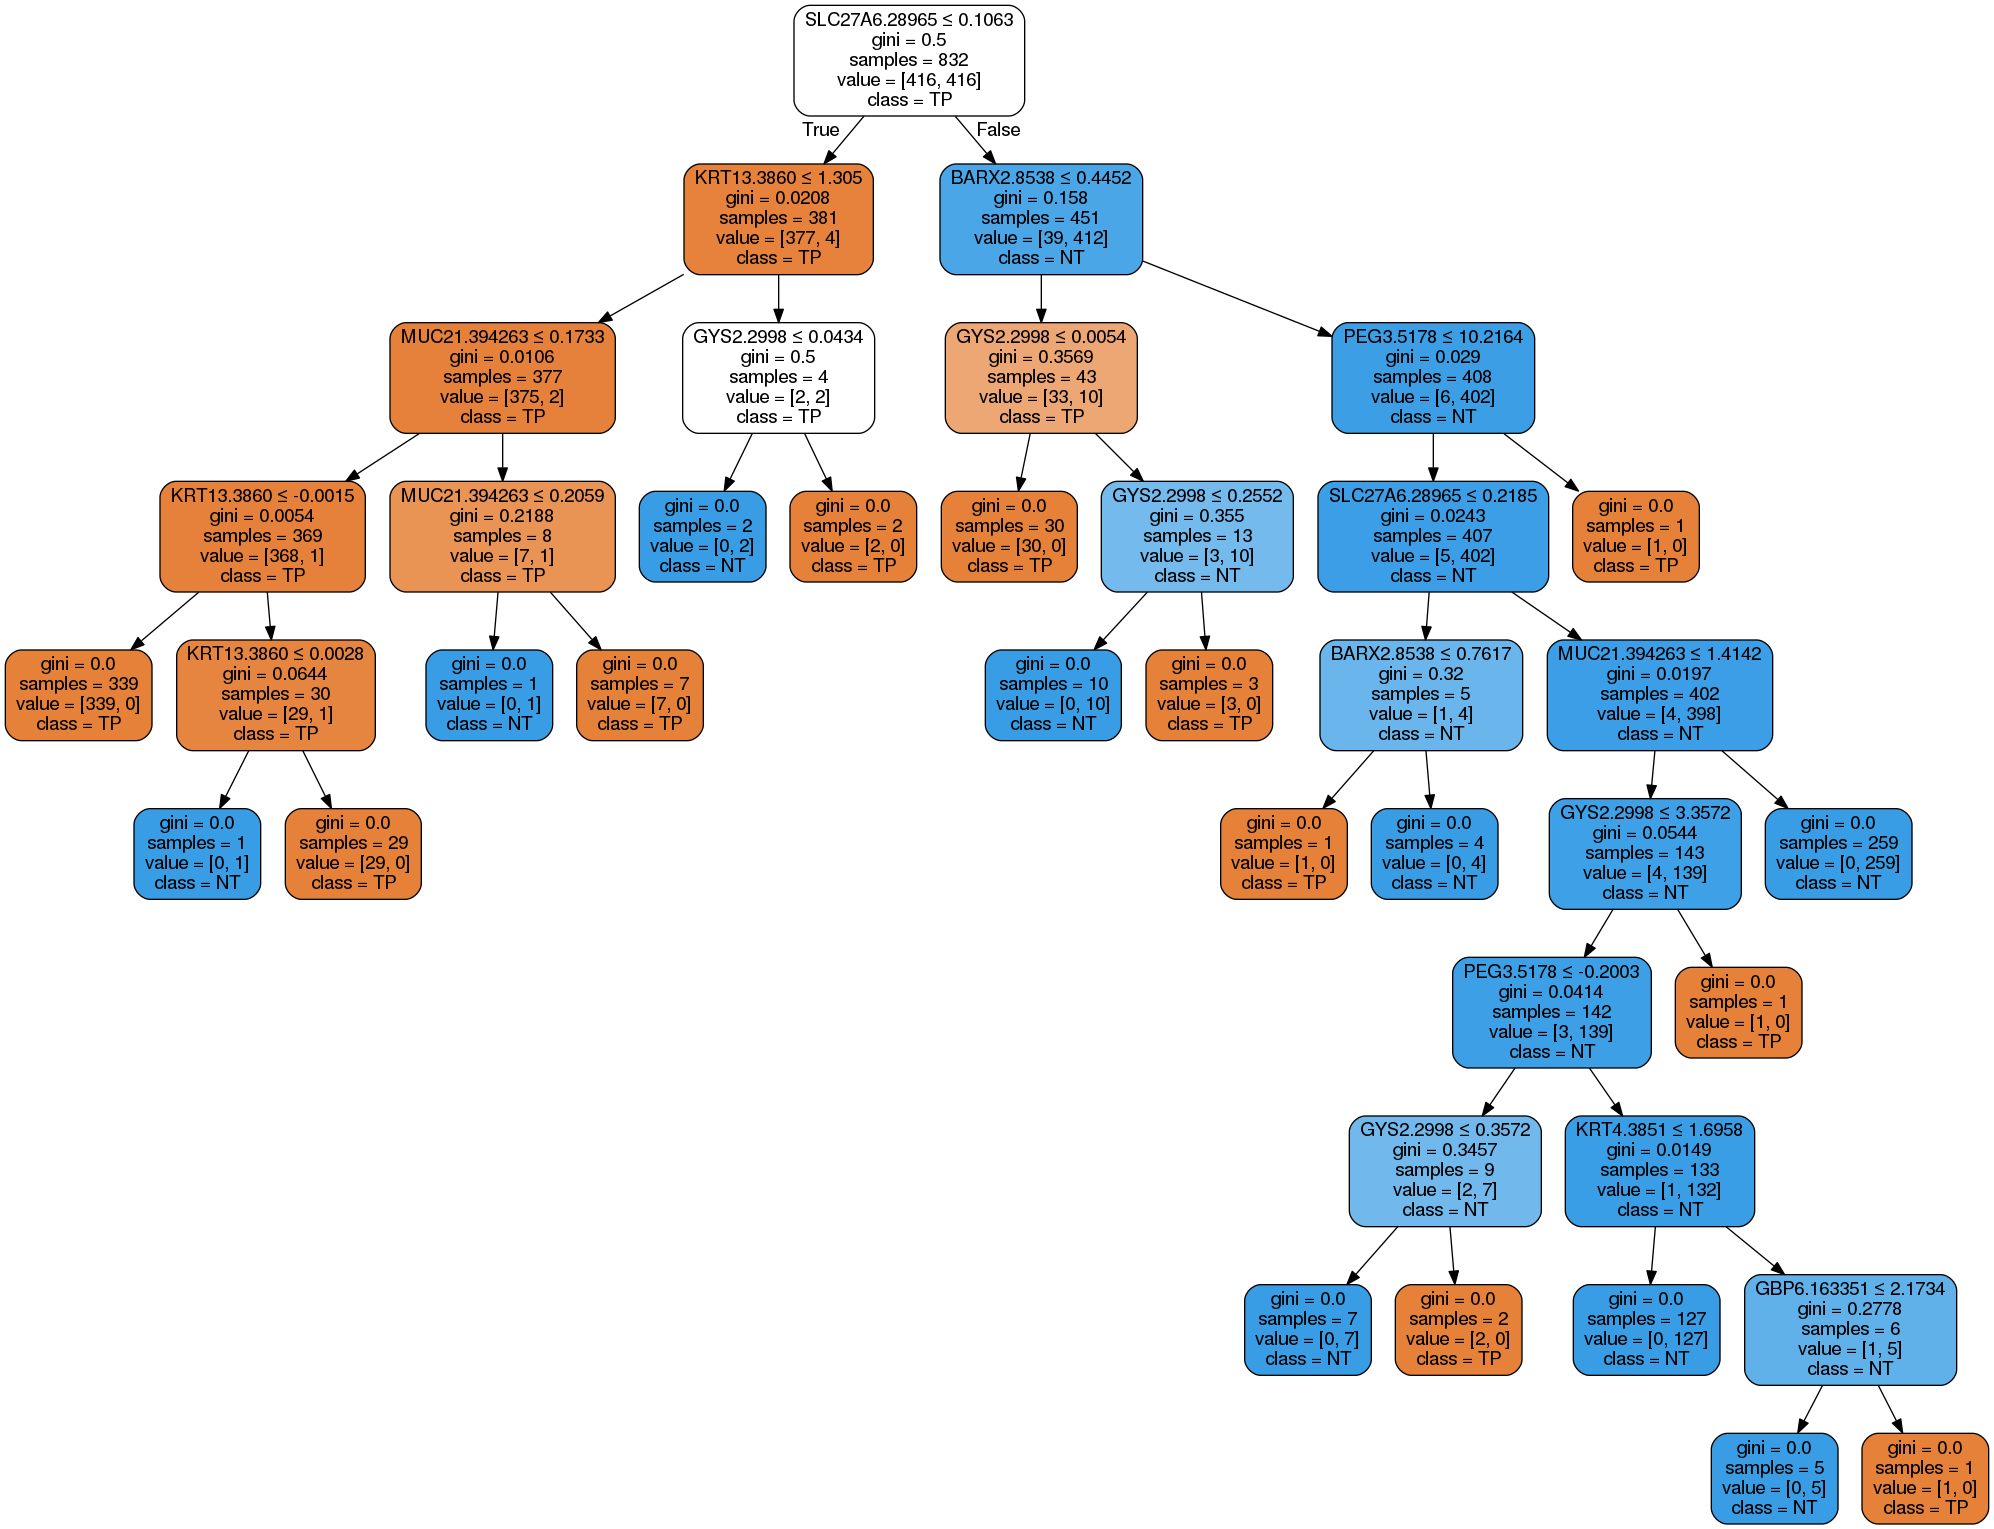 SLC27A6.28965 ≤ 0.1063
gini = 0.5
samples = 832
value = [416, 416]
class = TP
True
False
KRT13.3860 ≤ 1.305
gini = 0.0208
samples = 381
value = [377, 4]
class = TP
BARX2.8538 ≤ 0.4452
gini = 0.158
samples = 451
value = [39, 412]
class = NT
MUC21.394263 ≤ 0.1733
gini = 0.0106
samples = 377
value = [375, 2]
class = TP
GYS2.2998 ≤ 0.0434
gini = 0.5
samples = 4
value = [2, 2]
class = TP
GYS2.2998 ≤ 0.0054
gini = 0.3569
samples = 43
value = [33, 10]
class = TP
PEG3.5178 ≤ 10.2164
gini = 0.029
samples = 408
value = [6, 402]
class = NT
KRT13.3860 ≤ -0.0015
gini = 0.0054
samples = 369
value = [368, 1]
class = TP
MUC21.394263 ≤ 0.2059
gini = 0.2188
samples = 8
value = [7, 1]
class = TP
gini = 0.0
samples = 2
value = [0, 2]
class = NT
gini = 0.0
samples = 2
value = [2, 0]
class = TP
gini = 0.0
samples = 30
value = [30, 0]
class = TP
GYS2.2998 ≤ 0.2552
gini = 0.355
samples = 13
value = [3, 10]
class = NT
SLC27A6.28965 ≤ 0.2185
gini = 0.0243
samples = 407
value = [5, 402]
class = NT
gini = 0.0
samples = 1
value = [1, 0]
class = TP
gini = 0.0
samples = 339
value = [339, 0]
class = TP
KRT13.3860 ≤ 0.0028
gini = 0.0644
samples = 30
value = [29, 1]
class = TP
gini = 0.0
samples = 1
value = [0, 1]
class = NT
gini = 0.0
samples = 7
value = [7, 0]
class = TP
gini = 0.0
samples = 10
value = [0, 10]
class = NT
gini = 0.0
samples = 3
value = [3, 0]
class = TP
BARX2.8538 ≤ 0.7617
gini = 0.32
samples = 5
value = [1, 4]
class = NT
MUC21.394263 ≤ 1.4142
gini = 0.0197
samples = 402
value = [4, 398]
class = NT
gini = 0.0
samples = 1
value = [0, 1]
class = NT
gini = 0.0
samples = 29
value = [29, 0]
class = TP
gini = 0.0
samples = 1
value = [1, 0]
class = TP
gini = 0.0
samples = 4
value = [0, 4]
class = NT
GYS2.2998 ≤ 3.3572
gini = 0.0544
samples = 143
value = [4, 139]
class = NT
gini = 0.0
samples = 259
value = [0, 259]
class = NT
PEG3.5178 ≤ -0.2003
gini = 0.0414
samples = 142
value = [3, 139]
class = NT
gini = 0.0
samples = 1
value = [1, 0]
class = TP
GYS2.2998 ≤ 0.3572
gini = 0.3457
samples = 9
value = [2, 7]
class = NT
KRT4.3851 ≤ 1.6958
gini = 0.0149
samples = 133
value = [1, 132]
class = NT
gini = 0.0
samples = 7
value = [0, 7]
class = NT
gini = 0.0
samples = 2
value = [2, 0]
class = TP
gini = 0.0
samples = 127
value = [0, 127]
class = NT
GBP6.163351 ≤ 2.1734
gini = 0.2778
samples = 6
value = [1, 5]
class = NT
gini = 0.0
samples = 5
value = [0, 5]
class = NT
gini = 0.0
samples = 1
value = [1, 0]
class = TP